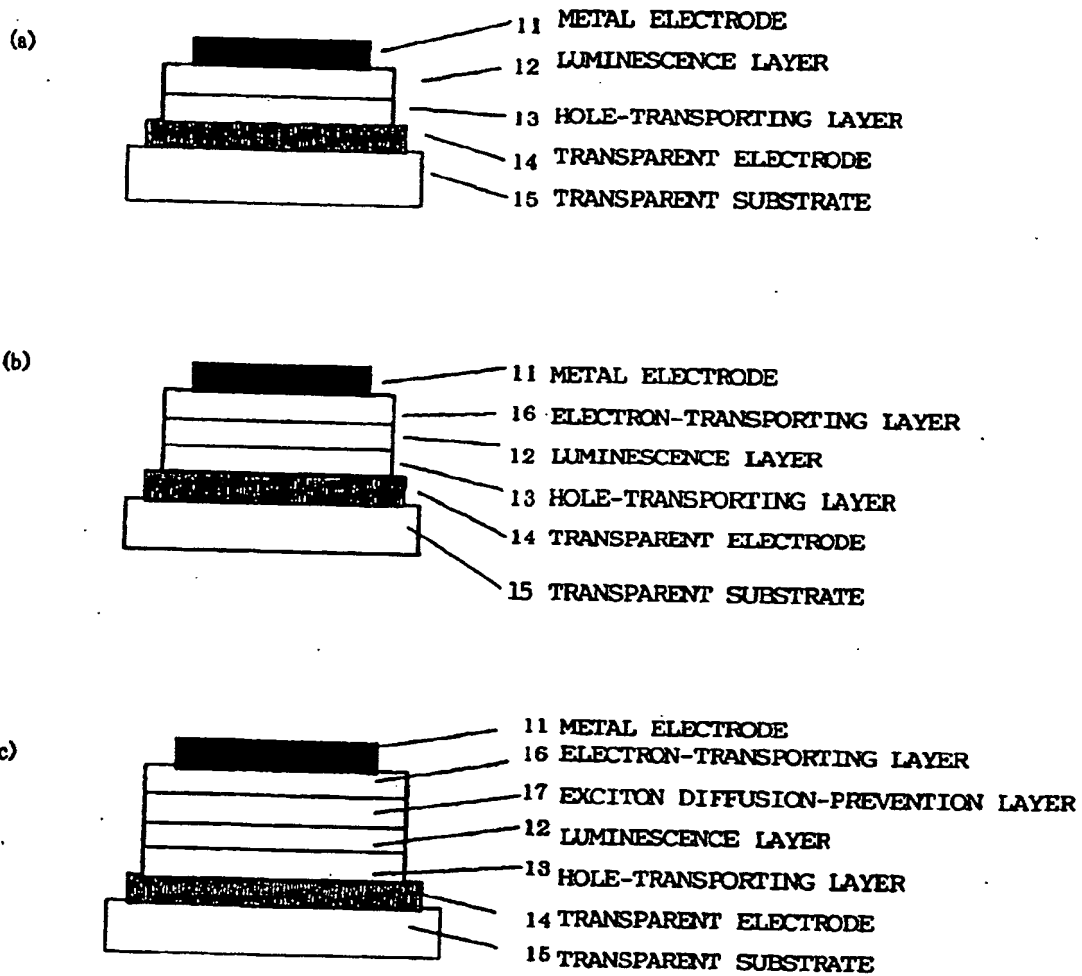 (a)
11 METAL ELECTRODE
12 LUMINESCENCE LAYER
13 HOLE-TRANSPORTING LAYER
14 TRANSPARENT ELECTRODE
15 TRANSPARENT SUBSTRATE
(b)
11 METAL ELECTRODE
16 ELECTRON-TRANSPORTING LAYER
12 LUMINESCENCE LAYER
13 HOLE-TRANSPORTING LAYER
14 TRANSPARENT ELECTRODE
15 TRANSPARENT SUBSTRATE
c)
11 METAL ELECTRODE
16 ELECTRON-TRANSPORTING LAYER
17 EXCITON DIFFUSION-PREVENTION LAYER
12 LUMINESCENCE LAYER
13 HOLE-TRANSPORTING LAYER
14 TRANSPARENT ELECTRODE
15 TRANSPARENT SUBSTRATE